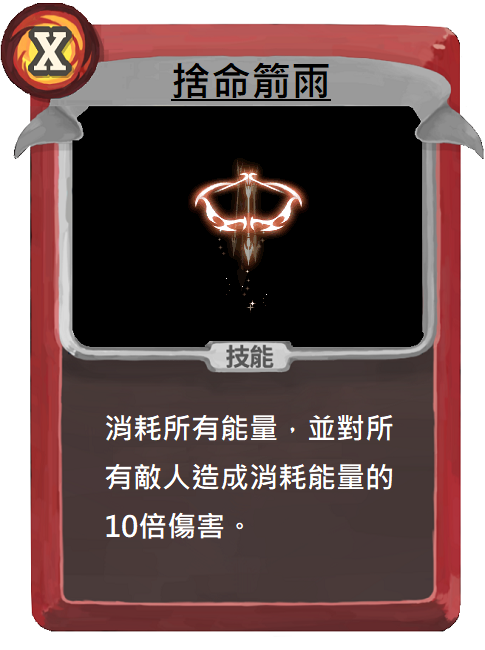 X
捨命箭雨
技能
消耗所有能量，並對所
有敵人造成消耗能量的
10倍傷害。